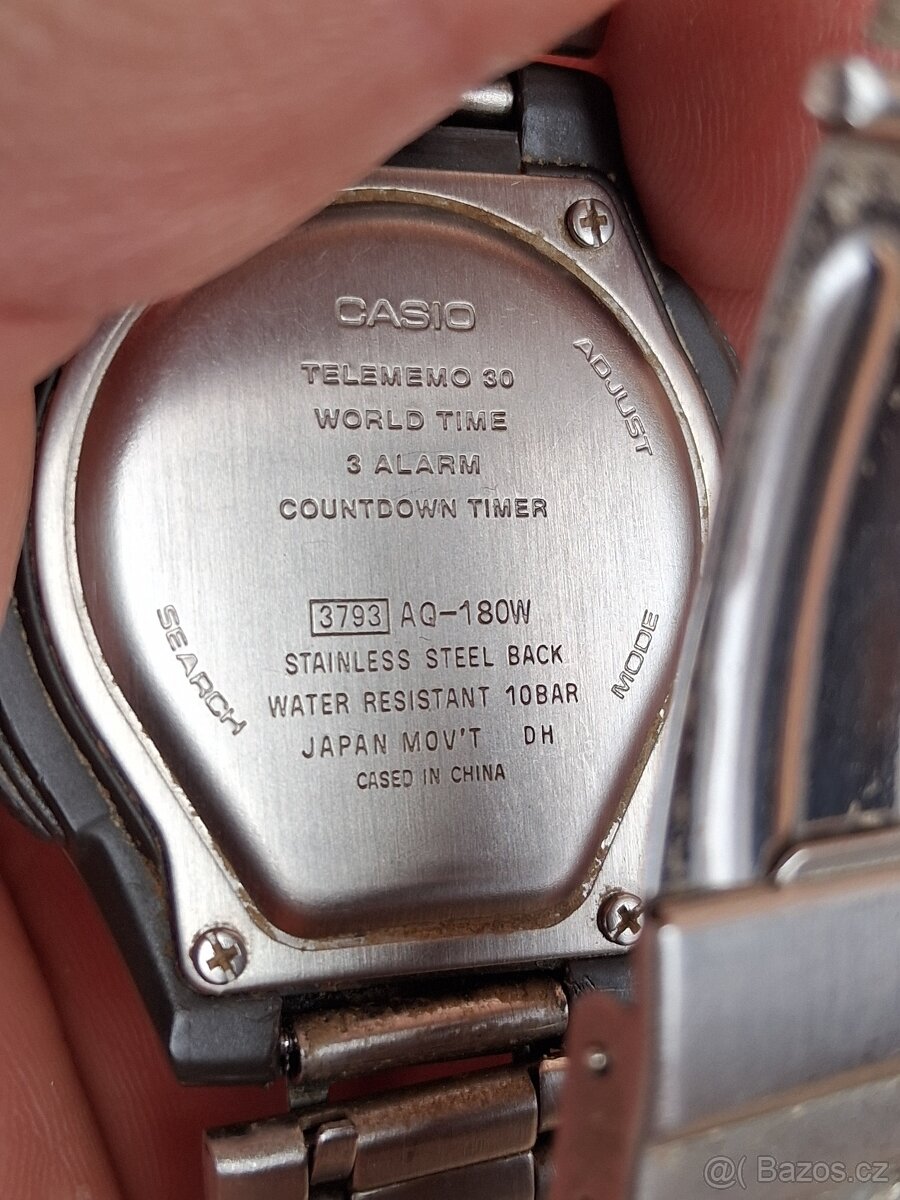 CASIO
TELEMEMO 30
WORLD TIME
3 ALARM
COUNTDOWN TIMER
ADJUST
3793 AQ-180W
STAINLESS STEEL BACK
WATER RESISTANT 10BAR
JAPAN MOV'T DH
CASED IN CHINA
SEARCH
MODE
@( Bazos.cz